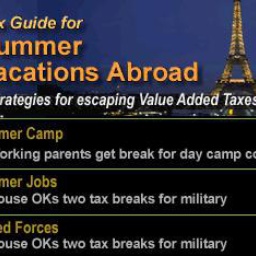 x Guide for
ummer
acations Abroad
rategies for escaping Value Added Taxes
mer Camp
orking parents get break for day camp co
mer Jobs
ouse OKs two tax breaks for military
ed Forces
ouse OKs two tax breaks for military